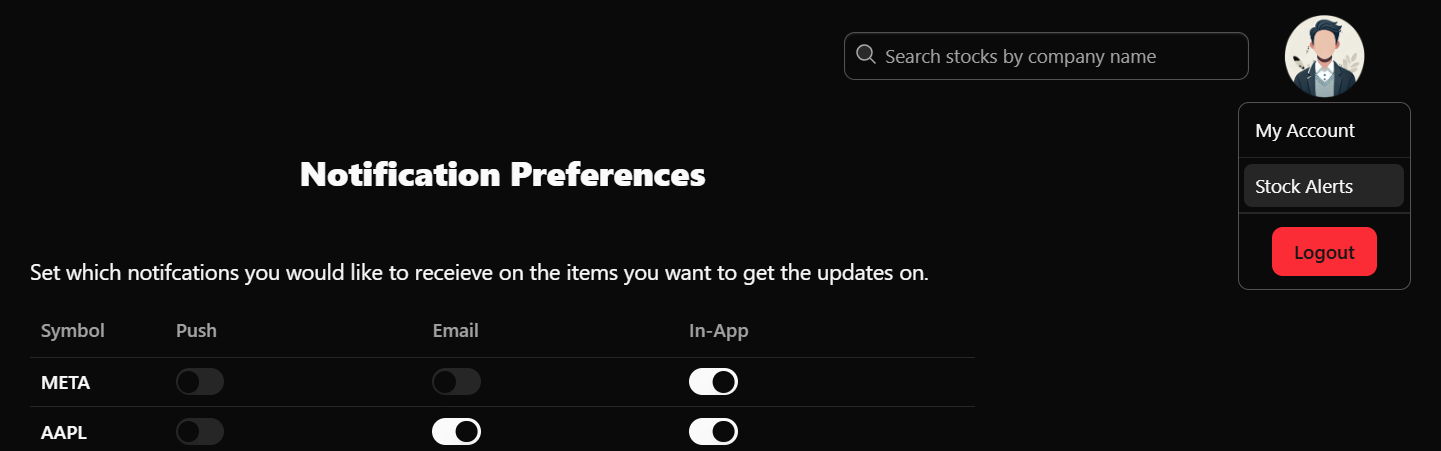 Search stocks by company name
My Account
Notification Preferences
Stock Alerts
Logout
Set which notifcations you would like to receieve on the items you want to get the updates on.
Symbol Push Email In-App
META
AAPL